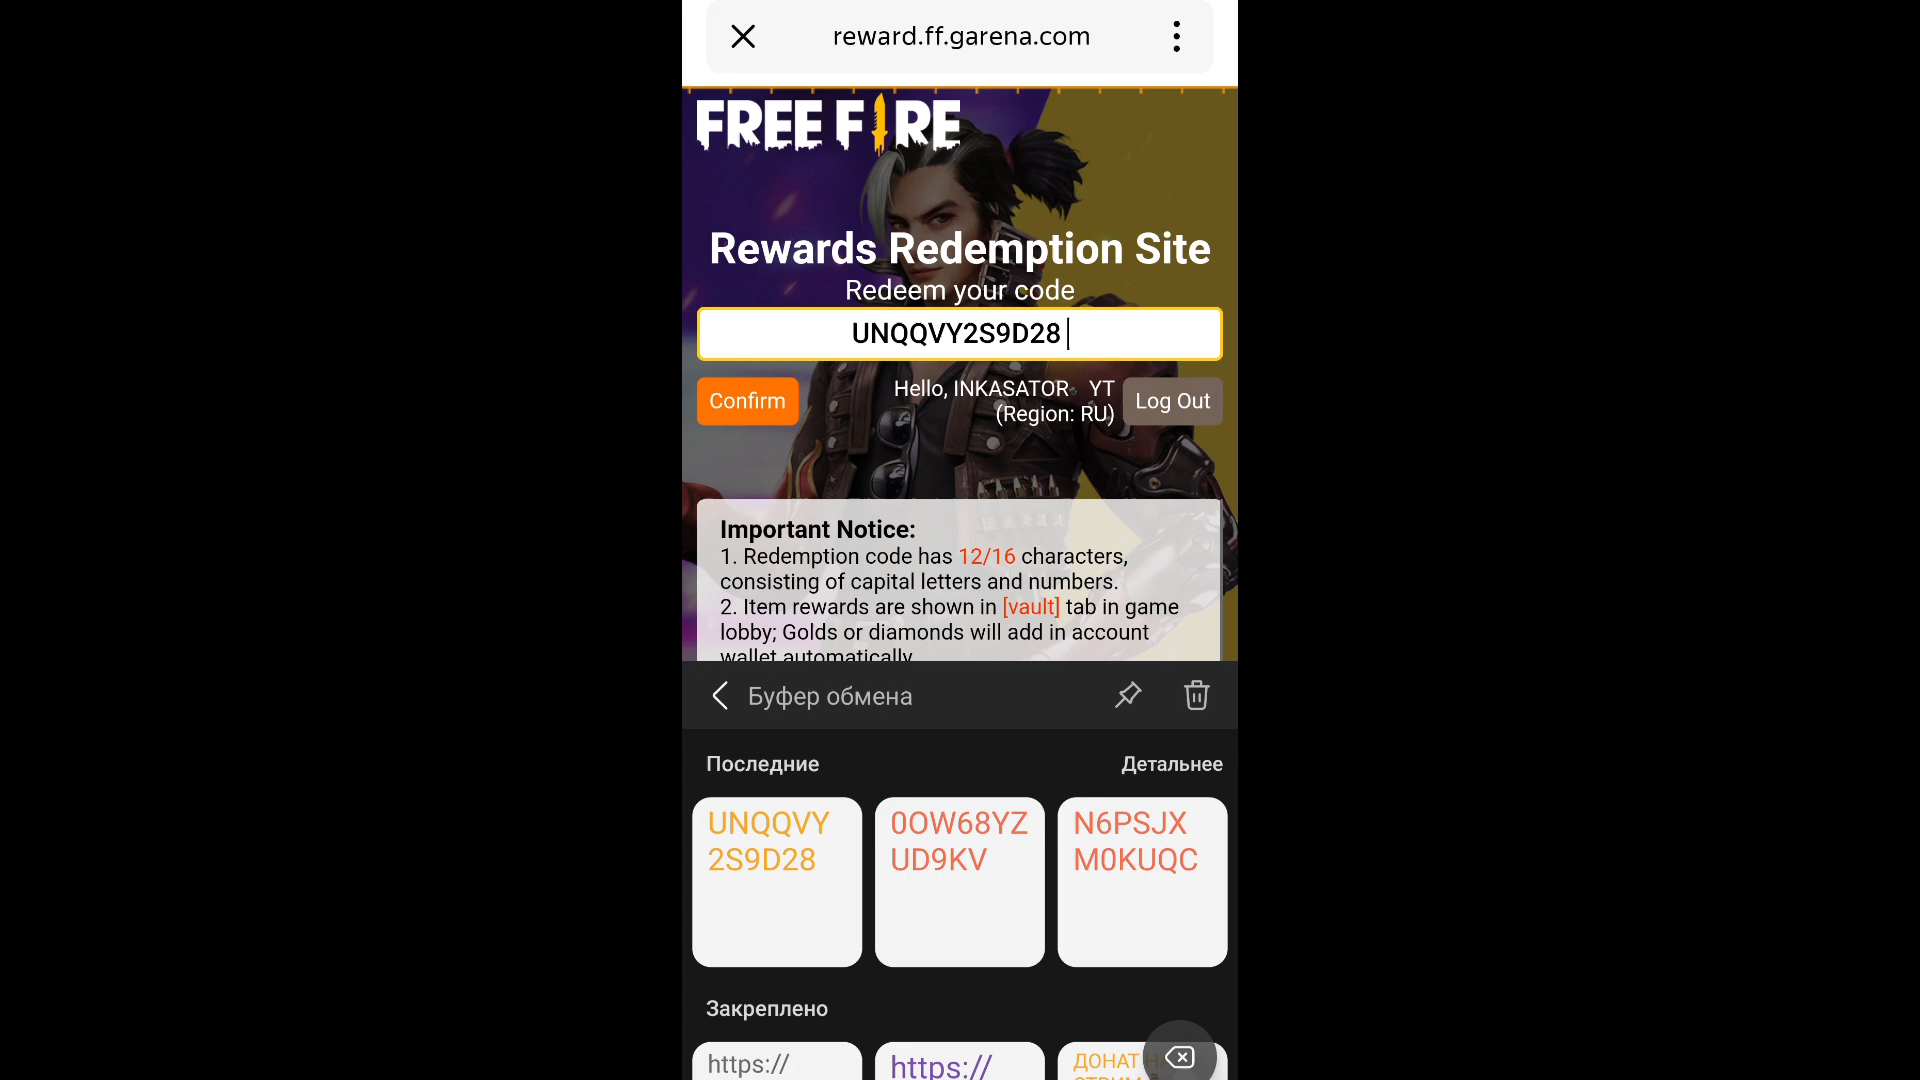 reward.ff.garena.com
FREE FIRE
Rewards Redemption Site
Redeem your code
UNQQVY2S9D28
Confirm
Hello, INKASATOR YT
(Region: RU)
Log Out
Important Notice:
1. Redemption code has 12/16 characters,
consisting of capital letters and numbers.
2. Item rewards are shown in [vault] tab in game
lobby; Golds or diamonds will add in account
wallet automatically.
Буфер обмена
Последние
Детальнее
UNQQVY
2S9D28
0OW68YZ
UD9KV
N6PSJX
M0KUQC
Закреплено
https://
https://
ДОНАТ